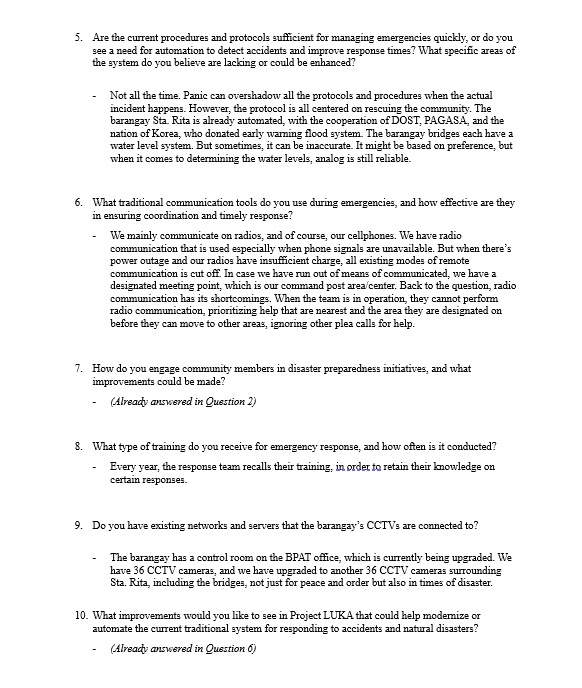 5. Are the current procedures and protocols sufficient for managing emergencies quickly, or do you
see a need for automation to detect accidents and improve response times? What specific areas of
the system do you believe are lacking or could be enhanced?
- Not all the time. Panic can overshadow all the protocols and procedures when the actual
incident happens. However, the protocol is all centered on rescuing the community. The
barangay Sta. Rita is already automated, with the cooperation of DOST, PAGASA, and the
nation of Korea, who donated early warning flood system. The barangay bridges each have a
water level system. But sometimes, it can be inaccurate. It might be based on preference, but
when it comes to determining the water levels, analog is still reliable.
6. What traditional communication tools do you use during emergencies, and how effective are they
in ensuring coordination and timely response?
- We mainly communicate on radios, and of course, our cellphones. We have radio
communication that is used especially when phone signals are unavailable. But when there's
power outage and our radios have insufficient charge, all existing modes of remote
communication is cut off. In case we have run out of means of communicated, we have a
designated meeting point, which is our command post area/center. Back to the question, radio
communication has its shortcomings. When the team is in operation, they cannot perform
radio communication, prioritizing help that are nearest and the area they are designated on
before they can move to other areas, ignoring other plea calls for help.
7. How do you engage community members in disaster preparedness initiatives, and what
improvements could be made?
- (Already answered in Question 2)
8. What type of training do you receive for emergency response, and how often is it conducted?
- Every year, the response team recalls their training, in order to retain their knowledge on
certain responses.
9. Do you have existing networks and servers that the barangay's CCTVs are connected to?
- The barangay has a control room on the BPAT office, which is currently being upgraded. We
have 36 CCTV cameras, and we have upgraded to another 36 CCTV cameras surrounding
Sta. Rita, including the bridges, not just for peace and order but also in times of disaster.
10. What improvements would you like to see in Project LUKA that could help modernize or
automate the current traditional system for responding to accidents and natural disasters?
- (Already answered in Question 6)